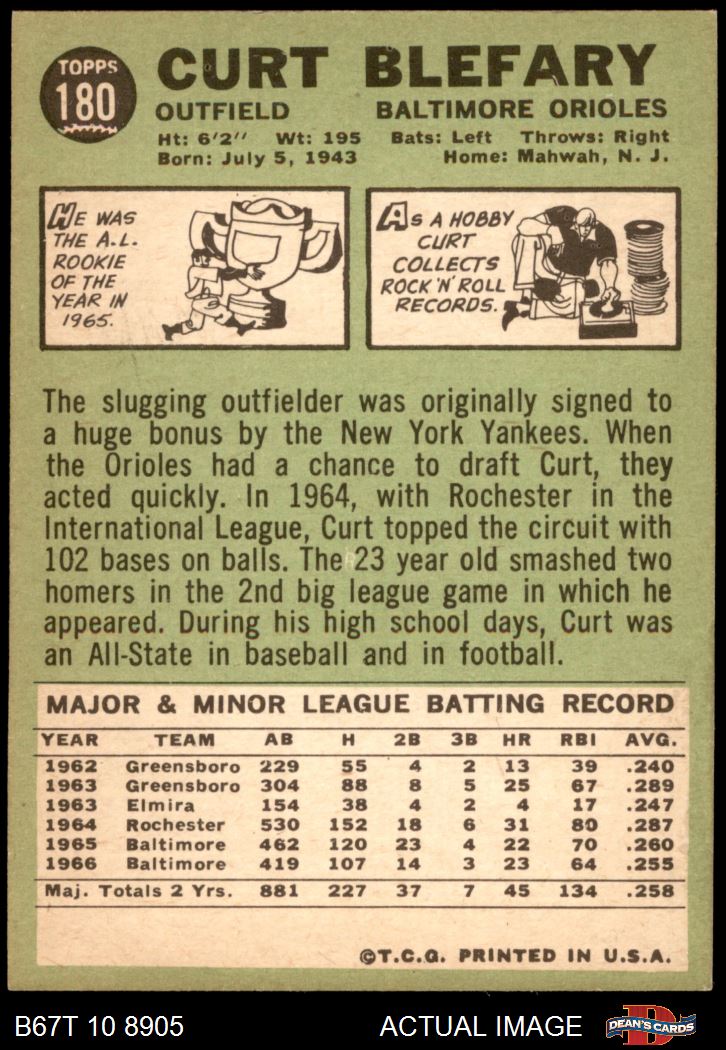 TOPPS
180
CURT BLEFARY
OUTFIELD BALTIMORE ORIOLES
Ht: 6'2" Wt: 195 Bats: Left Throws: Right
Born: July 5, 1943 Home: Mahwah, N. J.
HE WAS
THE A.L.
ROOKIE
OF THE
YEAR IN
1965.
AS A HOBBY
CURT
COLLECTS
ROCK 'N' ROLL
RECORDS.
The slugging outfielder was originally signed to
a huge bonus by the New York Yankees. When
the Orioles had a chance to draft Curt, they
acted quickly. In 1964, with Rochester in the
International League, Curt topped the circuit with
102 bases on balls. The 23 year old smashed two
homers in the 2nd big league game in which he
appeared. During his high school days, Curt was
an All-State in baseball and in football.
MAJOR & MINOR LEAGUE BATTING RECORD
YEAR TEAM AB H 2B 3B HR RBI AVG.
1962 Greensboro 229 55 4 2 13 39 .240
1963 Greensboro 304 88 8 5 25 67 .289
1963 Elmira 154 38 4 2 4 17 .247
1964 Rochester 530 152 18 6 31 80 .287
1965 Baltimore 462 120 23 4 22 70 .260
1966 Baltimore 419 107 14 3 23 64 .255
Maj. Totals 2 Yrs. 881 227 37 7 45 134 .258
©T.C.G. PRINTED IN U.S.A.
B67T 10 8905 ACTUAL IMAGE DEAN'S CARDS